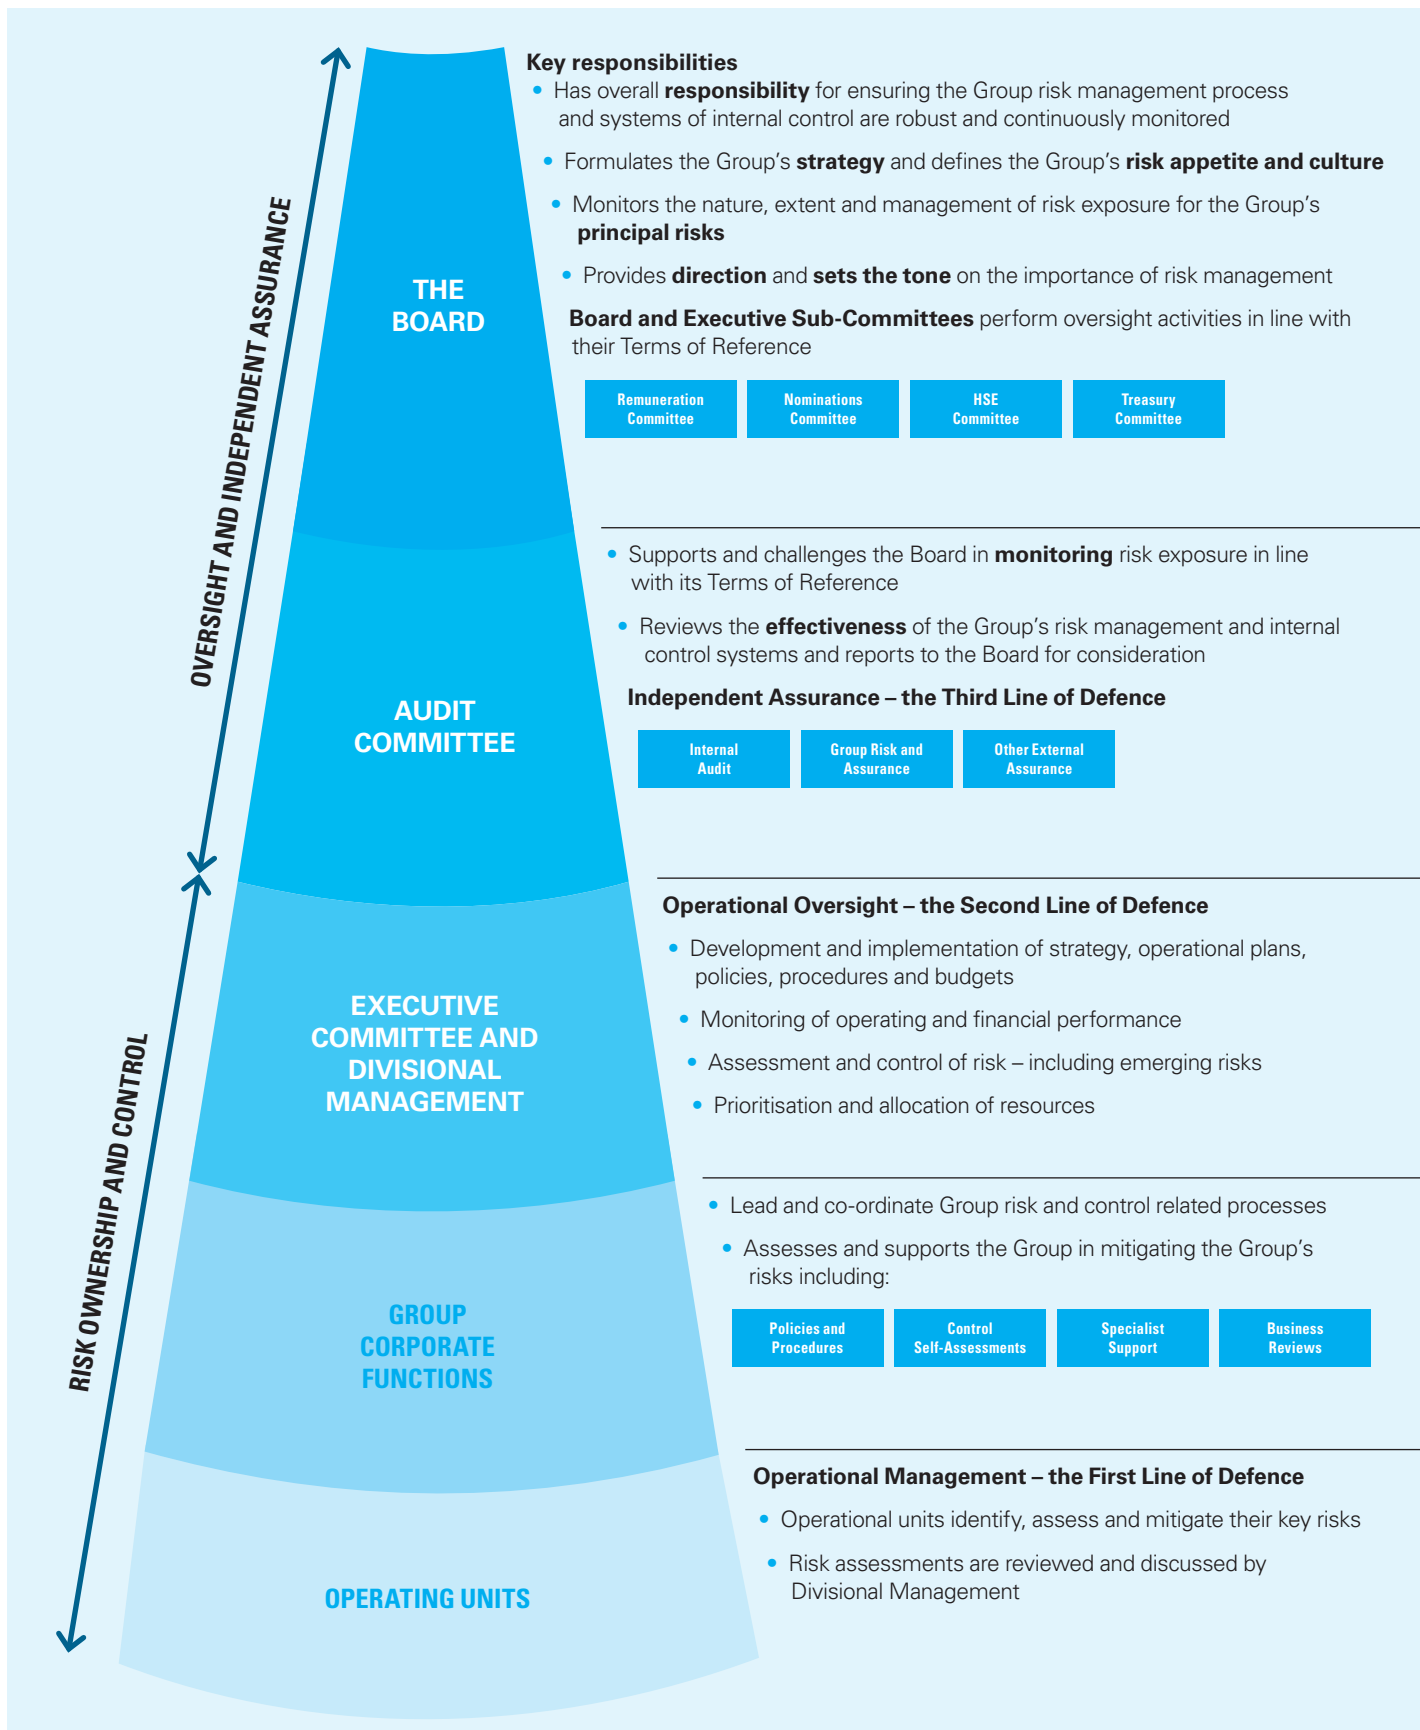 OVERSIGHT AND INDEPENDENT ASSURANCE
RISK OWNERSHIP AND CONTROL
THE
BOARD
Key responsibilities
• Has overall responsibility for ensuring the Group risk management process
and systems of internal control are robust and continuously monitored
• Formulates the Group’s strategy and defines the Group’s risk appetite and culture
• Monitors the nature, extent and management of risk exposure for the Group’s
principal risks
• Provides direction and sets the tone on the importance of risk management
Board and Executive Sub-Committees perform oversight activities in line with
their Terms of Reference
Remuneration
Committee
Nominations
Committee
HSE
Committee
Treasury
Committee
AUDIT
COMMITTEE
• Supports and challenges the Board in monitoring risk exposure in line
with its Terms of Reference
• Reviews the effectiveness of the Group’s risk management and internal
control systems and reports to the Board for consideration
Independent Assurance – the Third Line of Defence
Internal
Audit
Group Risk and
Assurance
Other External
Assurance
EXECUTIVE
COMMITTEE AND
DIVISIONAL
MANAGEMENT
Operational Oversight – the Second Line of Defence
• Development and implementation of strategy, operational plans,
policies, procedures and budgets
• Monitoring of operating and financial performance
• Assessment and control of risk – including emerging risks
• Prioritisation and allocation of resources
GROUP
CORPORATE
FUNCTIONS
• Lead and co-ordinate Group risk and control related processes
• Assesses and supports the Group in mitigating the Group’s
risks including:
Policies and
Procedures
Control
Self-Assessments
Specialist
Support
Business
Reviews
OPERATING UNITS
Operational Management – the First Line of Defence
• Operational units identify, assess and mitigate their key risks
• Risk assessments are reviewed and discussed by
Divisional Management